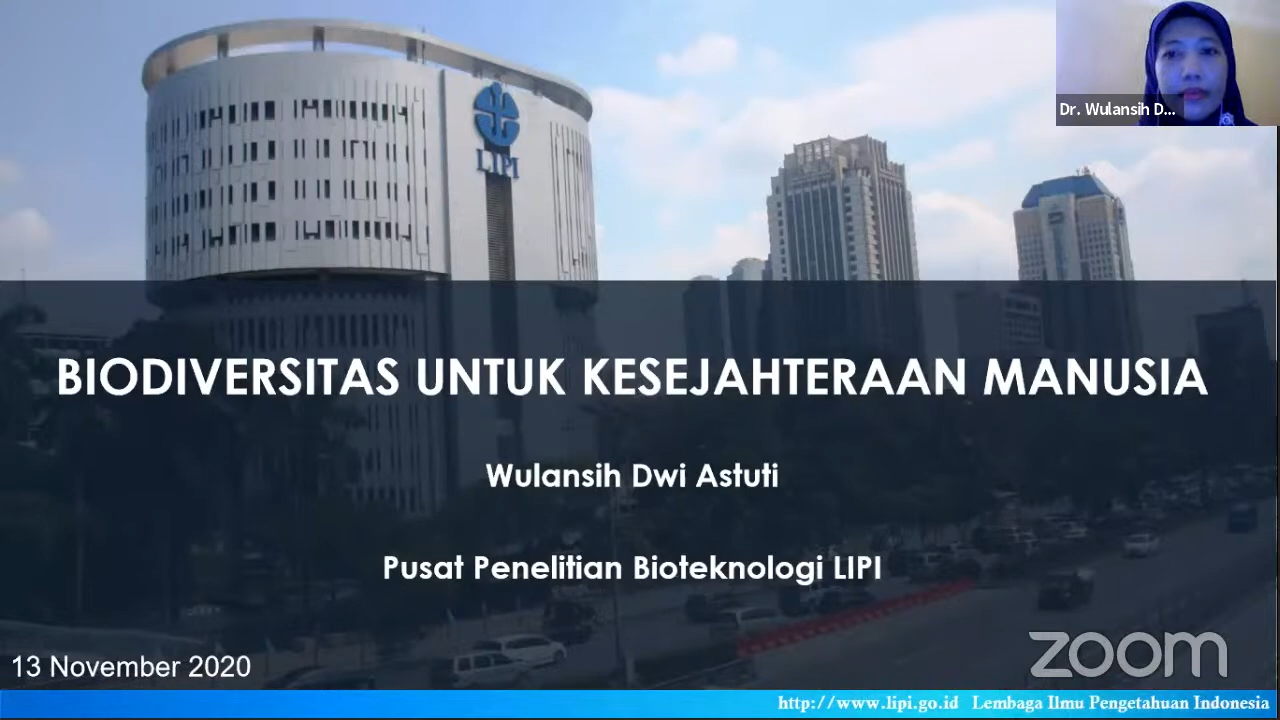 Dr. Wulansih D...
LIPI
BIODIVERSITAS UNTUK KESEJAHTERAAN MANUSIA
Wulansih Dwi Astuti
Pusat Penelitian Bioteknologi LIPI
13 November 2020
zoom
http://www.lipi.go.id Lembaga Ilmu Pengetahuan Indonesia